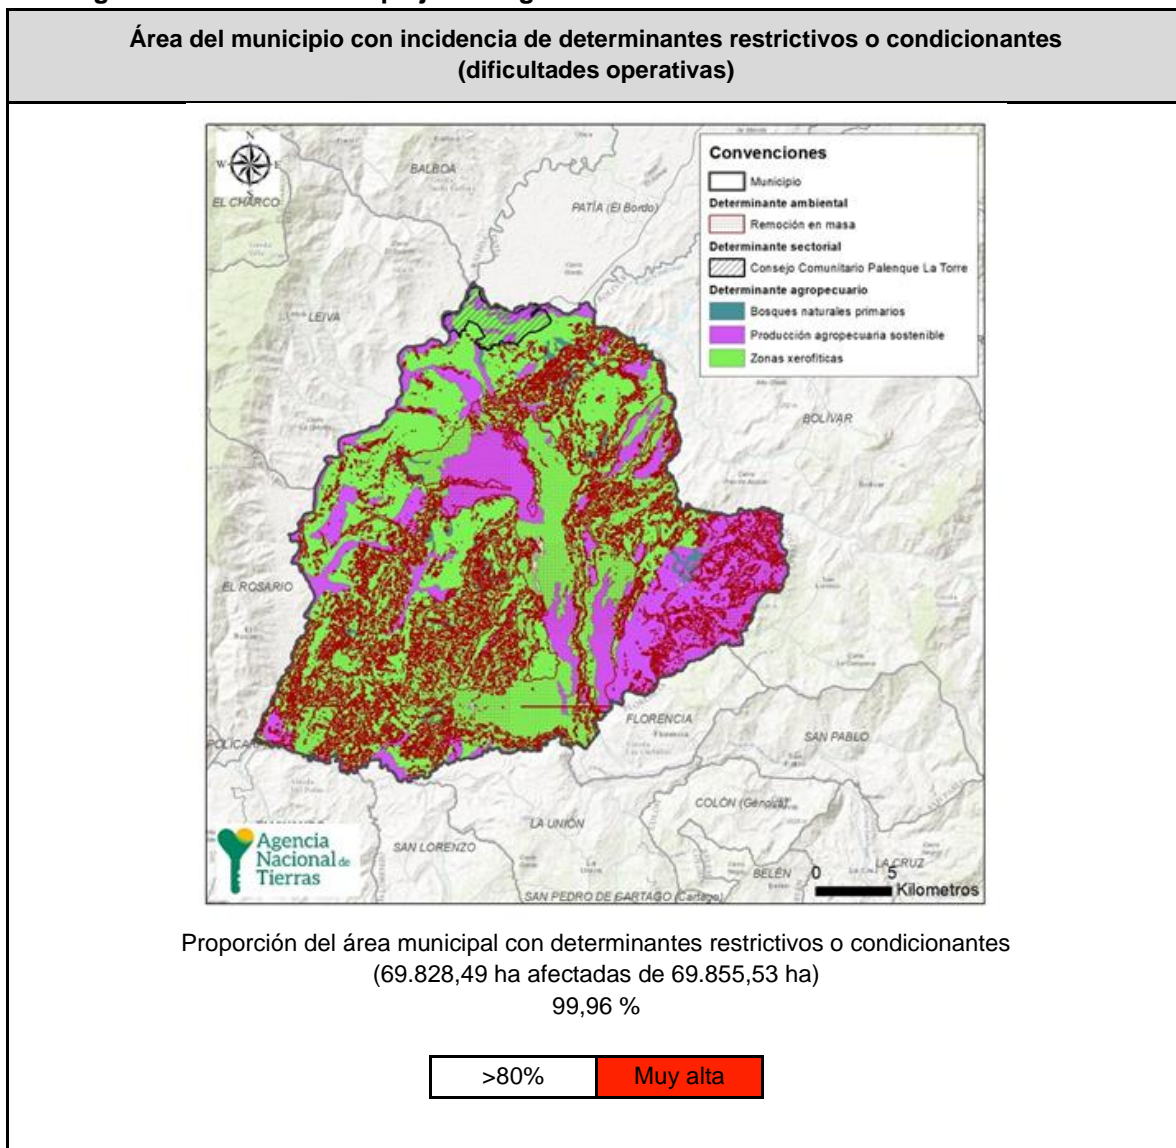 Área del municipio con incidencia de determinantes restrictivos o condicionantes
(dificultades operativas)
N
W
E
S
Convenciones
Municipio
Determinante ambiental
Remoción en masa
Determinante sectorial
Consejo Comunitario Palenque La Torre
Determinante agropecuario
Bosques naturales primarios
Producción agropecuaria sostenible
Zonas xerofíticas
BALBOA
EL CHARCO
PATÍA (El Bordo)
LEIVA
BOLÍVAR
Bolívar
EL ROSARIO
FLORENCIA
Florencia
SAN PABLO
COLÓN (Génova)
LA UNIÓN
SAN LORENZO
BELÉN
LA CRUZ
SAN PEDRO DE CARTAGO (Cartago)
Agencia
Nacional de
Tierras
0 5
Kilometros
Proporción del área municipal con determinantes restrictivos o condicionantes
(69.828,49 ha afectadas de 69.855,53 ha)
99,96 %
>80% Muy alta